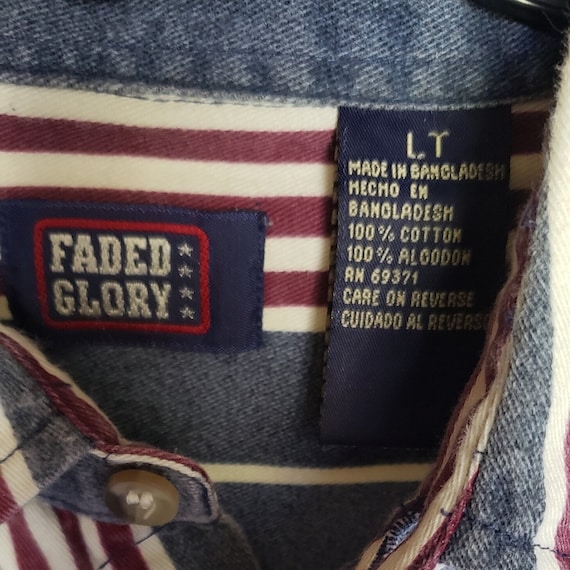 FADED
GLORY
LT
MADE IN BANGLADESH
HECHO EN
BANGLADESH
100% COTTON
100% ALGODON
RN 69371
CARE ON REVERSE
CUIDADO AL REVERSO